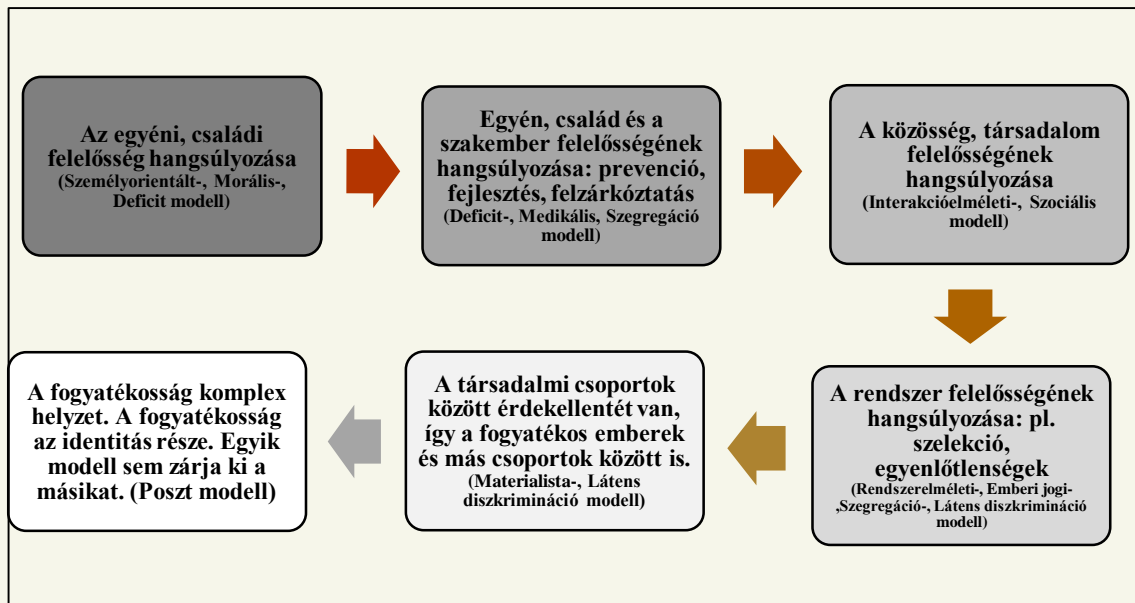 Az egyéni, családi
felelősség hangsúlyozása
(Személyorientált-, Morális-,
Deficit modell)
Egyén, család és a
szakember felelősségének
hangsúlyozása: prevenció,
fejlesztés, felzárkóztatás
(Deficit-, Medikális, Szegregáció
modell)
A közösség, társadalom
felelősségének
hangsúlyozása
(Interakcióelméleti-, Szociális
modell)
A rendszer felelősségének
hangsúlyozása: pl.
szelekció,
egyenlőtlenségek
(Rendszerelméleti-, Emberi jogi-
,Szegregáció-, Látens diszkrimináció
modell)
A társadalmi csoportok
között érdekellentét van,
így a fogyatékos emberek
és más csoportok között is.
(Materialista-, Látens
diszkrimináció modell)
A fogyatékosság komplex
helyzet. A fogyatékosság
az identitás része. Egyik
modell sem zárja ki a
másikat. (Poszt modell)